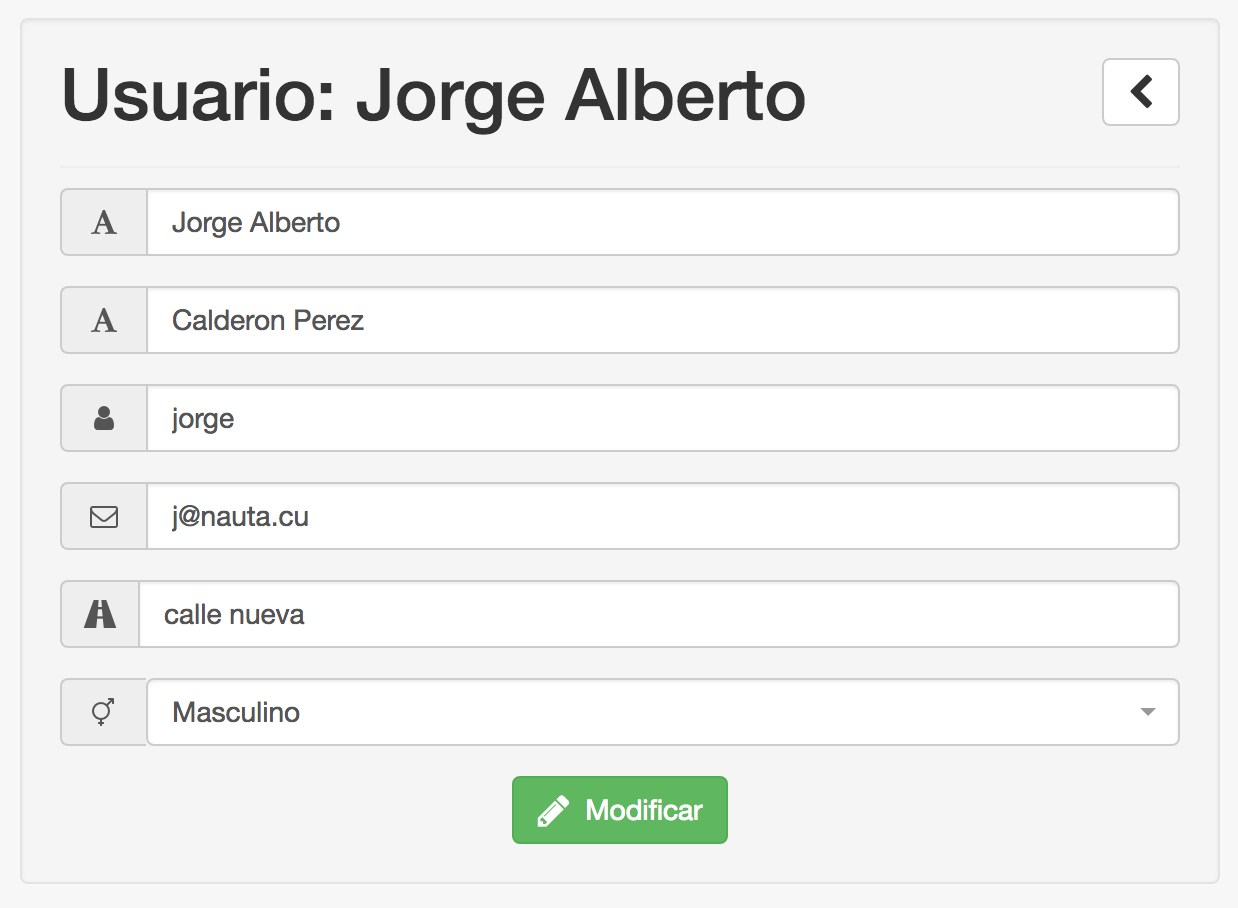 Usuario: Jorge Alberto
Jorge Alberto
Calderon Perez
jorge
j@nauta.cu
calle nueva
Masculino
Modificar